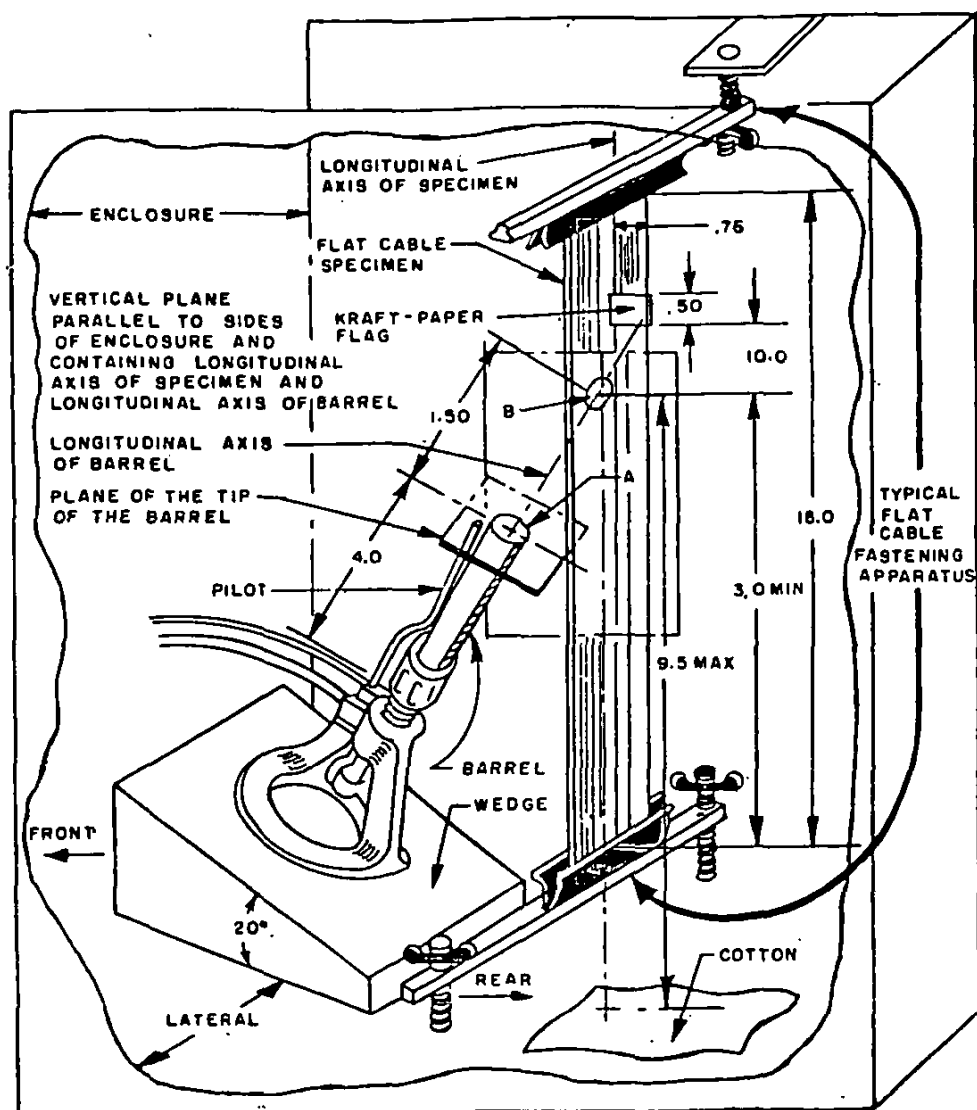 LONGITUDINAL
AXIS OF SPECIMEN
ENCLOSURE
.76
FLAT CABLE
SPECIMEN
VERTICAL PLANE
PARALLEL TO SIDES
OF ENCLOSURE AND
CONTAINING LONGITUDINAL
AXIS OF SPECIMEN AND
LONGITUDINAL AXIS OF BARREL
KRAFT-PAPER
FLAG
.50
10.0
B
1.50
LONGITUDINAL AXIS
OF BARREL
A
PLANE OF THE TIP
OF THE BARREL
TYPICAL
FLAT
CABLE
FASTENING
APPARATUS
18.0
4.0
PILOT
3.0 MIN
9.5 MAX
BARREL
WEDGE
FRONT
20°
COTTON
REAR
LATERAL